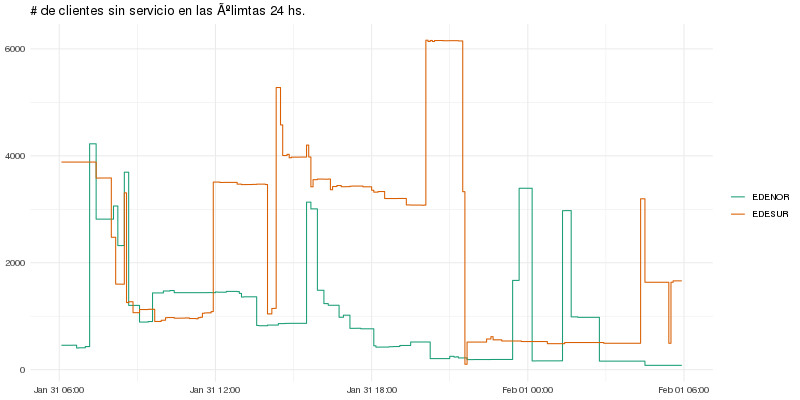 # de clientes sin servicio en las Ãºlimtas 24 hs.
6000
4000
2000
0
Jan 31 06:00
Jan 31 12:00
Jan 31 18:00
Feb 01 00:00
Feb 01 06:00
EDENOR
EDESUR